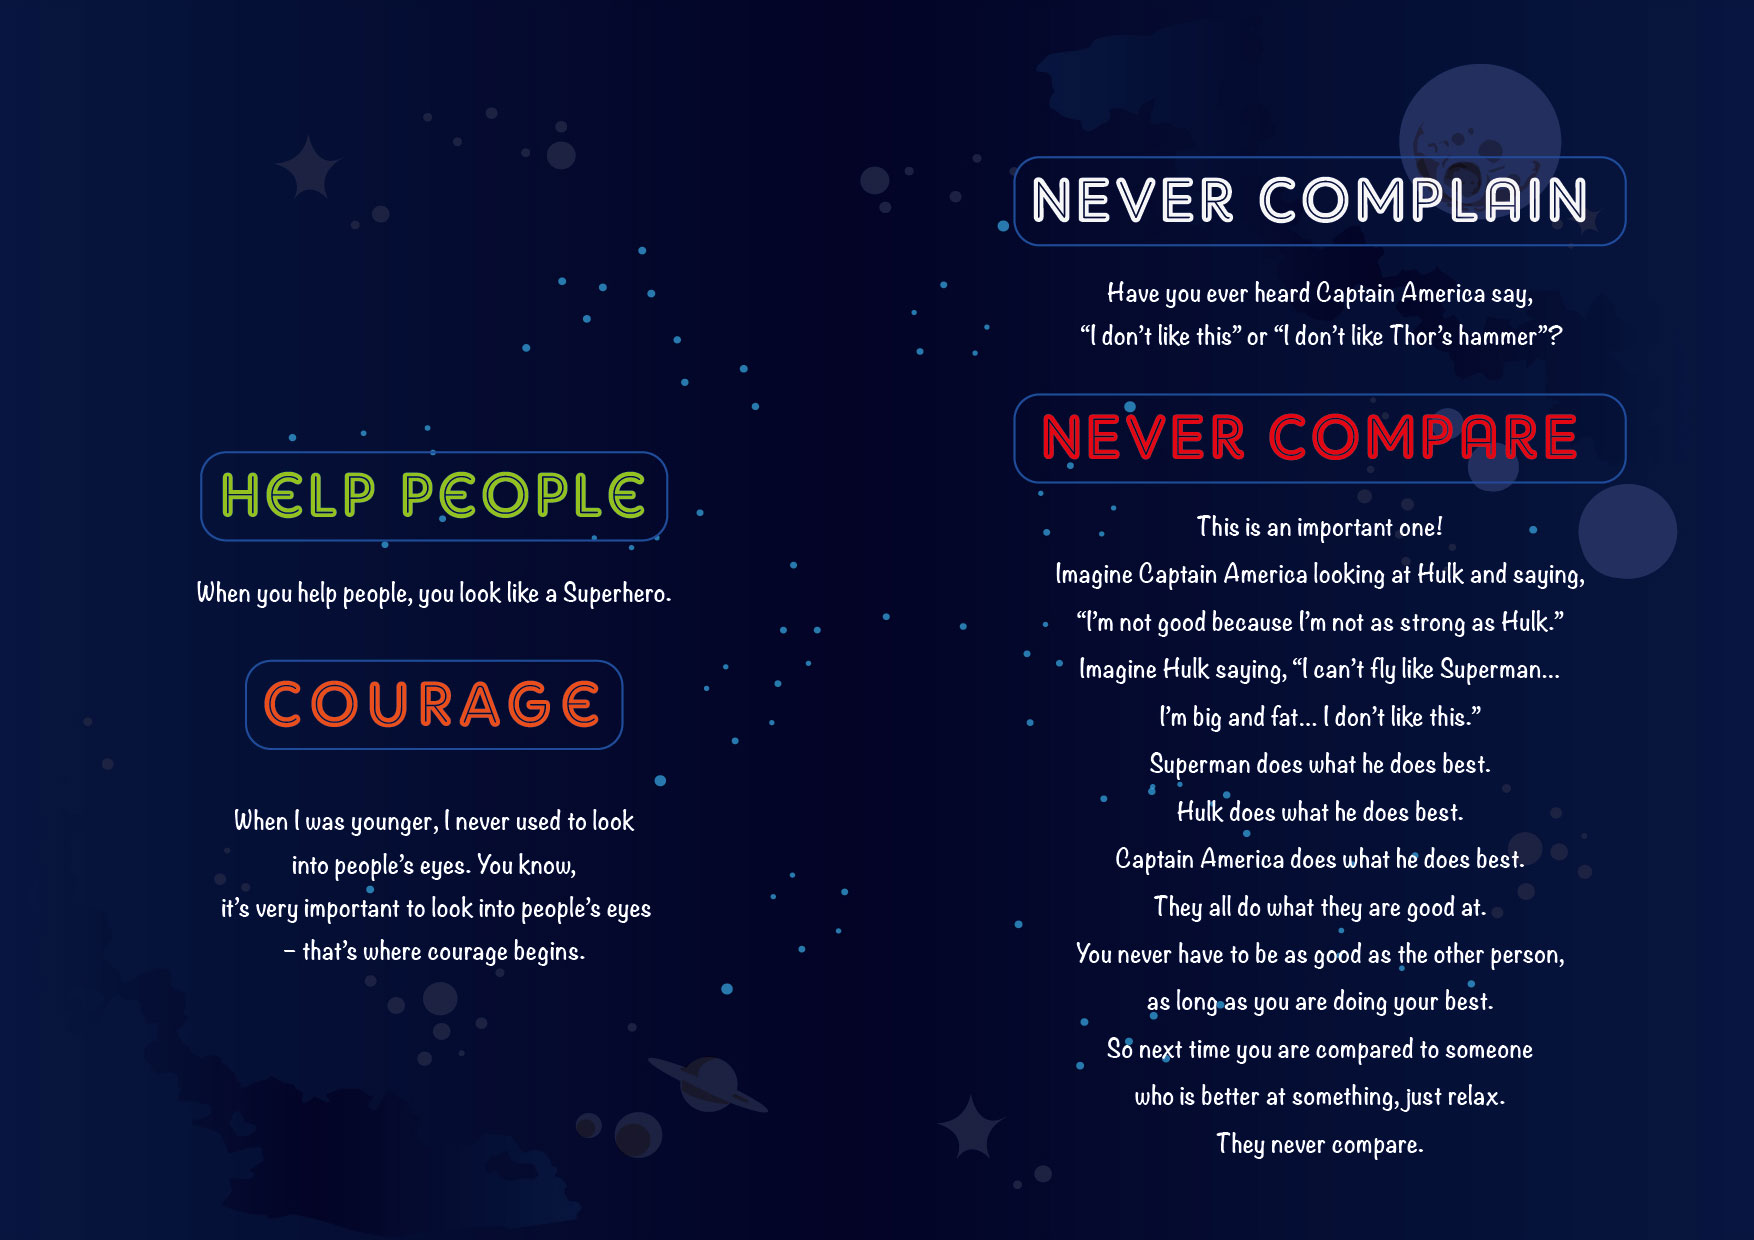 HELP PEOPLE
When you help people, you look like a Superhero.
COURAGE
When I was younger, I never used to look
into people's eyes. You know,
it's very important to look into people's eyes
– that's where courage begins.
NEVER COMPLAIN
Have you ever heard Captain America say,
“I don't like this” or “I don't like Thor's hammer”?
NEVER COMPARE
This is an important one!
Imagine Captain America looking at Hulk and saying,
“I'm not good because I'm not as strong as Hulk.”
Imagine Hulk saying, “I can't fly like Superman...
I'm big and fat... I don't like this.”
Superman does what he does best.
Hulk does what he does best.
Captain America does what he does best.
They all do what they are good at.
You never have to be as good as the other person,
as long as you are doing your best.
So next time you are compared to someone
who is better at something, just relax.
They never compare.